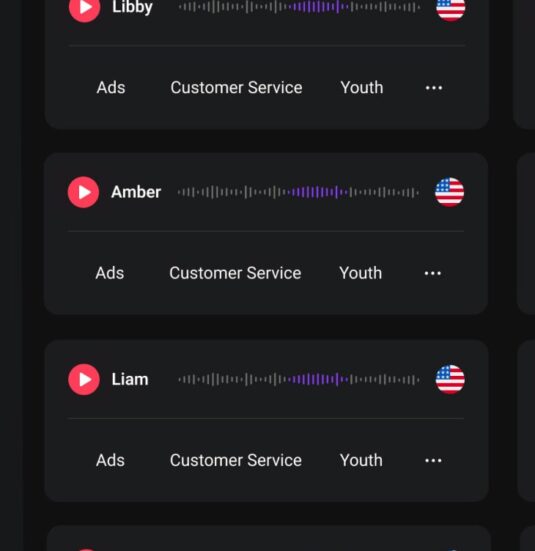 Libby
Ads Customer Service Youth ...
Amber
Ads Customer Service Youth ...
Liam
Ads Customer Service Youth ...